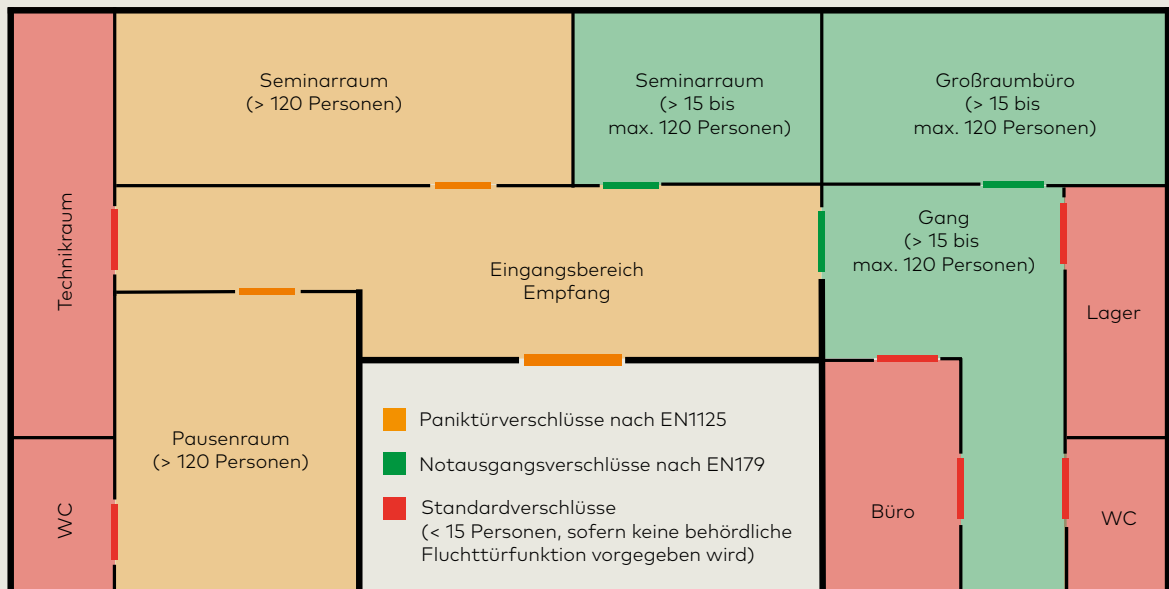 Seminarraum
(> 120 Personen)
Seminarraum
(> 15 bis
max. 120 Personen)
Großraumbüro
(> 15 bis
max. 120 Personen)
Technikraum
Eingangsbereich
Empfang
Gang
(> 15 bis
max. 120 Personen)
Lager
Pausenraum
(> 120 Personen)
WC
Paniktürverschlüsse nach EN1125
Notausgangsverschlüsse nach EN179
Standardverschlüsse
(< 15 Personen, sofern keine behördliche
Fluchttürfunktion vorgegeben wird)
Büro
WC